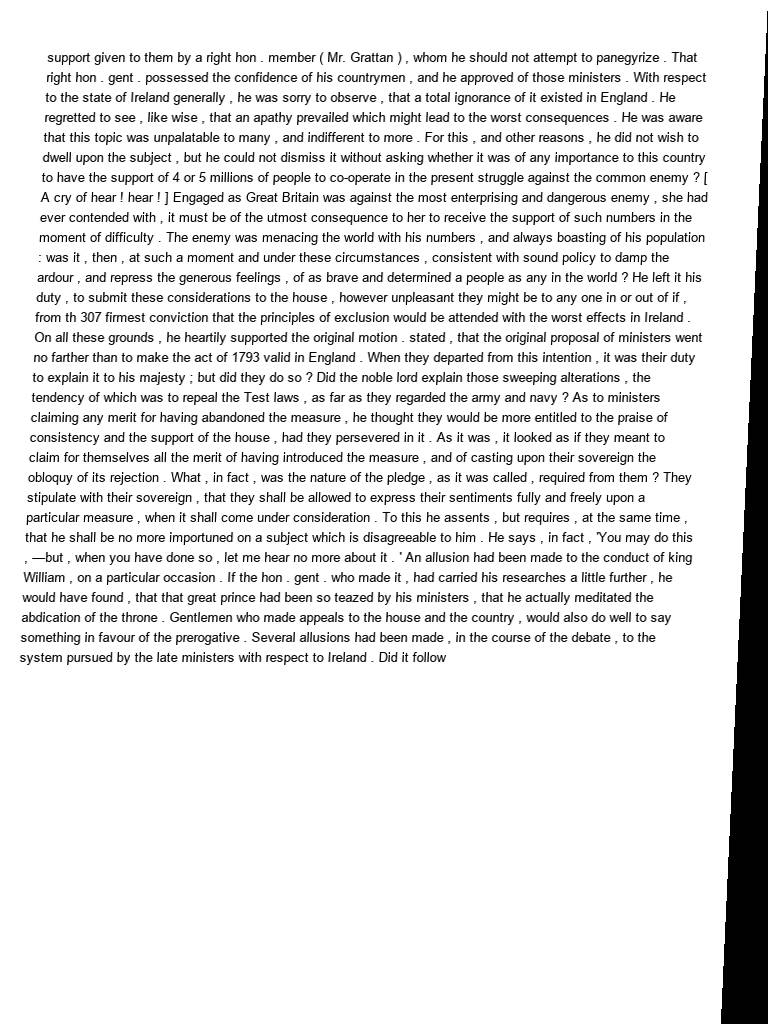 support given to them by a right hon . member ( Mr. Grattan ) , whom he should not attempt to panegyrize . That
right hon . gent . possessed the confidence of his countrymen , and he approved of those ministers . With respect
to the state of Ireland generally , he was sorry to observe , that a total ignorance of it existed in England . He
regretted to see , like wise , that an apathy prevailed which might lead to the worst consequences . He was aware
that this topic was unpalatable to many , and indifferent to more . For this , and other reasons , he did not wish to
dwell upon the subject , but he could not dismiss it without asking whether it was of any importance to this country
to have the support of 4 or 5 millions of people to co-operate in the present struggle against the common enemy ? [
A cry of hear ! hear ! ] Engaged as Great Britain was against the most enterprising and dangerous enemy , she had
ever contended with , it must be of the utmost consequence to her to receive the support of such numbers in the
moment of difficulty . The enemy was menacing the world with his numbers , and always boasting of his population
: was it , then , at such a moment and under these circumstances , consistent with sound policy to damp the
ardour , and repress the generous feelings , of as brave and determined a people as any in the world ? He left it his
duty , to submit these considerations to the house , however unpleasant they might be to any one in or out of if ,
from th 307 firmest conviction that the principles of exclusion would be attended with the worst effects in Ireland .
On all these grounds , he heartily supported the original motion . stated , that the original proposal of ministers went
no farther than to make the act of 1793 valid in England . When they departed from this intention , it was their duty
to explain it to his majesty ; but did they do so ? Did the noble lord explain those sweeping alterations , the
tendency of which was to repeal the Test laws , as far as they regarded the army and navy ? As to ministers
claiming any merit for having abandoned the measure , he thought they would be more entitled to the praise of
consistency and the support of the house , had they persevered in it . As it was , it looked as if they meant to
claim for themselves all the merit of having introduced the measure , and of casting upon their sovereign the
obloquy of its rejection . What , in fact , was the nature of the pledge , as it was called , required from them ? They
stipulate with their sovereign , that they shall be allowed to express their sentiments fully and freely upon a
particular measure , when it shall come under consideration . To this he assents , but requires , at the same time ,
that he shall be no more importuned on a subject which is disagreeable to him . He says , in fact , 'You may do this
, —but , when you have done so , let me hear no more about it . ' An allusion had been made to the conduct of king
William , on a particular occasion . If the hon . gent . who made it , had carried his researches a little further , he
would have found , that that great prince had been so teazed by his ministers , that he actually meditated the
abdication of the throne . Gentlemen who made appeals to the house and the country , would also do well to say
something in favour of the prerogative . Several allusions had been made , in the course of the debate , to the
system pursued by the late ministers with respect to Ireland . Did it follow